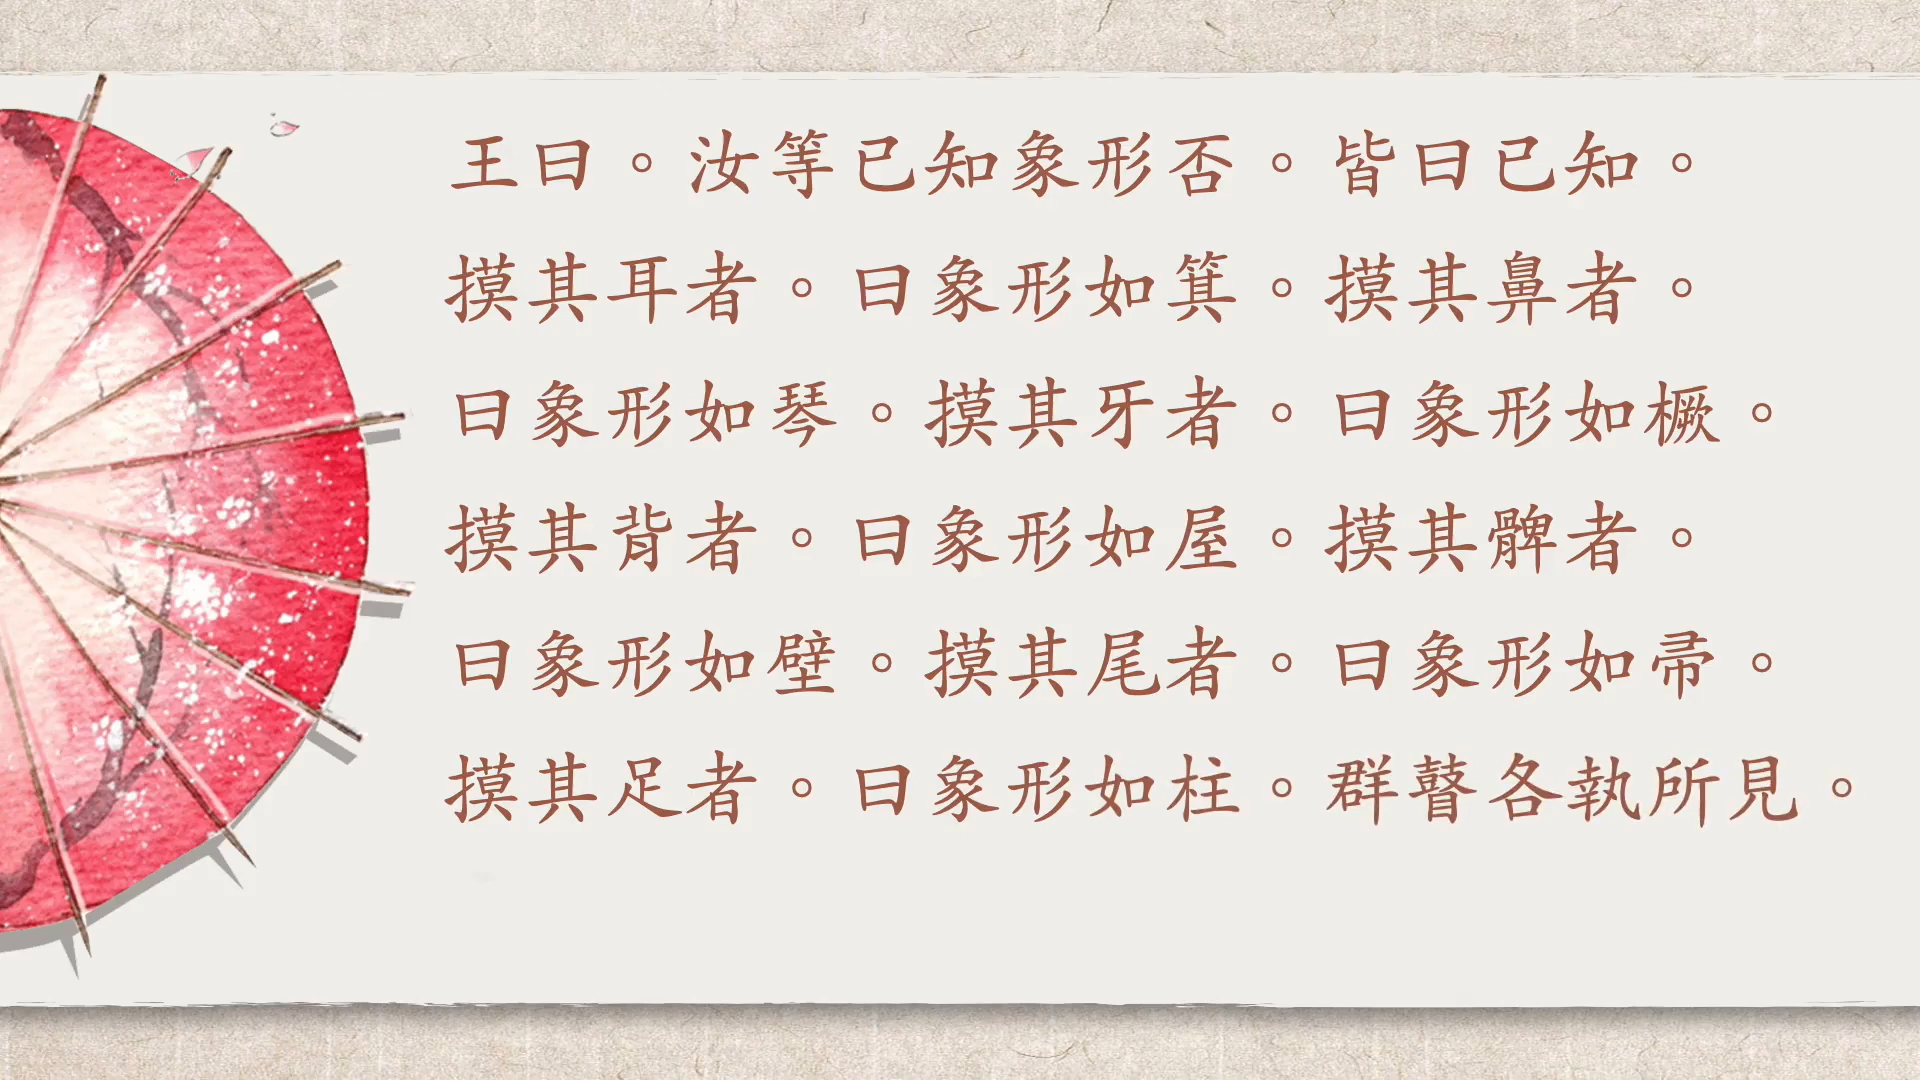 王曰。汝等已知象形否。皆曰已知。
摸其耳者。曰象形如箕。摸其鼻者。
曰象形如琴。摸其牙者。曰象形如橛。
摸其背者。曰象形如屋。摸其髀者。
曰象形如壁。摸其尾者。曰象形如帚。
摸其足者。曰象形如柱。群瞽各執所見。